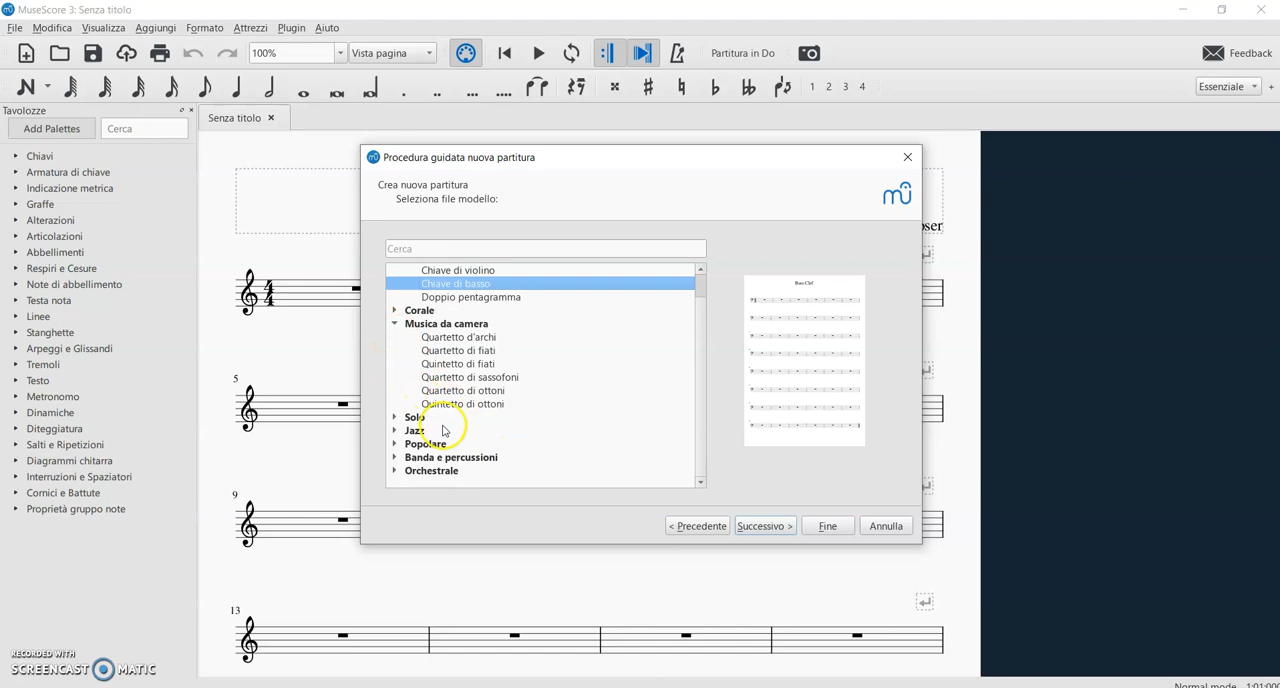 MuseScore 3: Senza titolo
File Modifica Visualizza Aggiungi Formato Attrezzi Plugin Aiuto
100% Vista pagina Partitura in Do Feedback
1 2 3 4 Essenziale +
Tavolozze
Senza titolo
Add Palettes Cerca
Chiavi
Armatura di chiave
Indicazione metrica
Graffe
Alterazioni
Articolazioni
Abbellimenti
Respiri e Cesure
Note di abbellimento
Testa nota
Linee
Stanghette
Arpeggi e Glissandi
Tremoli
Testo
Metronomo
Dinamiche
Diteggiatura
Salti e Ripetizioni
Diagrammi chitarra
Interruzioni e Spaziatori
Cornici e Battute
Proprietà gruppo note
5
9
13
Procedura guidata nuova partitura
Crea nuova partitura
Seleziona file modello:
Cerca
Chiave di violino
Chiave di basso
Doppio pentagramma
Corale
Musica da camera
Quartetto d'archi
Quartetto di fiati
Quintetto di fiati
Quartetto di sassofoni
Quartetto di ottoni
Quintetto di ottoni
Solo
Jazz
Popolare
Banda e percussioni
Orchestrale
Bass Clef
< Precedente Successivo > Fine Annulla
RECORDED WITH
SCREENCAST MATIC
Normal mode